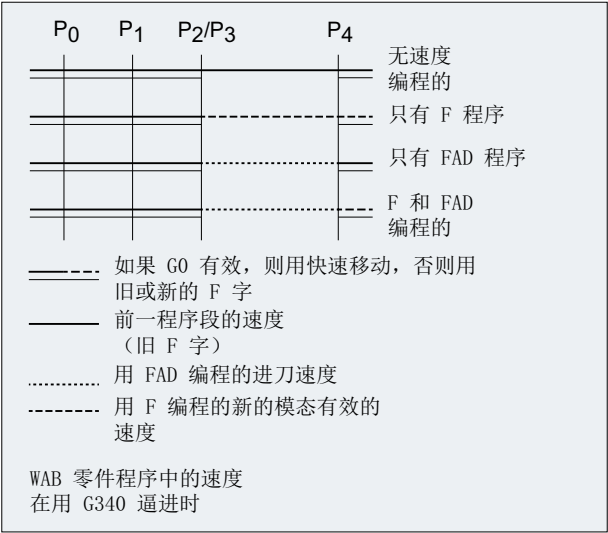 P0 P1 P2/P3 P4
无速度
编程的
只有 F 程序
只有 FAD 程序
F 和 FAD
编程的
如果 G0 有效，则用快速移动，否则用
旧或新的 F 字
前一程序段的速度
（旧 F 字）
用 FAD 编程的进刀速度
用 F 编程的新的模态有效的
速度
WAB 零件程序中的速度
在用 G340 逼进时